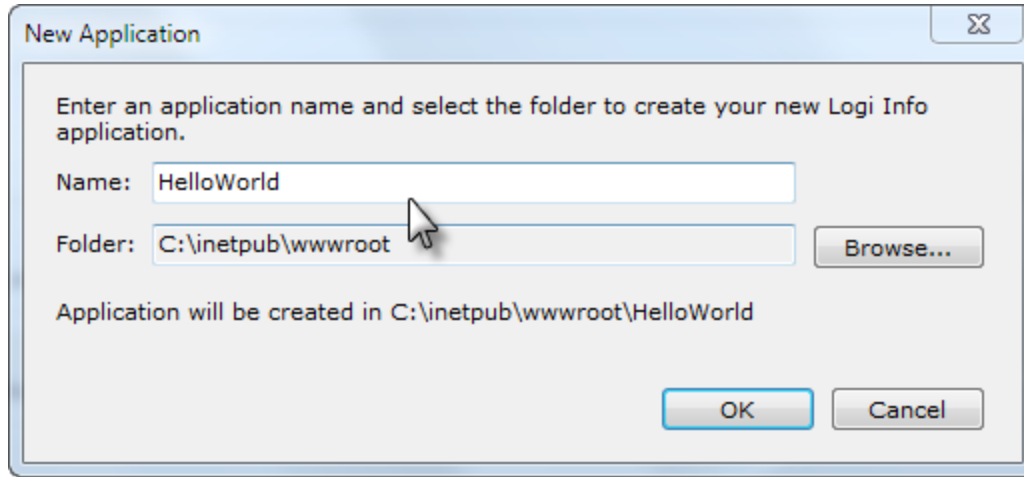 New Application
Enter an application name and select the folder to create your new Logi Info
application.
Name: HelloWorld
Folder: C:\inetpub\wwwroot Browse...
Application will be created in C:\inetpub\wwwroot\HelloWorld
OK Cancel